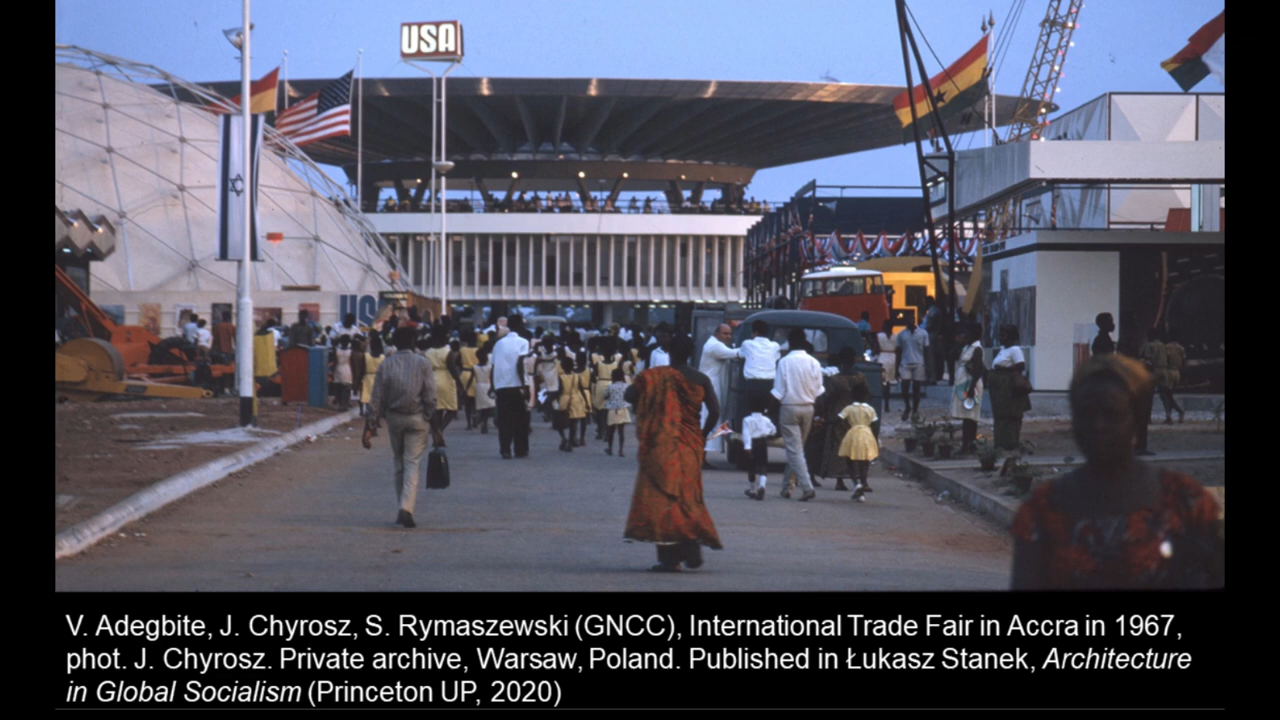 USA
US
V. Adegbite, J. Chyrosz, S. Rymaszewski (GNCC), International Trade Fair in Accra in 1967,
phot. J. Chyrosz. Private archive, Warsaw, Poland. Published in Łukasz Stanek, Architecture
in Global Socialism (Princeton UP, 2020)